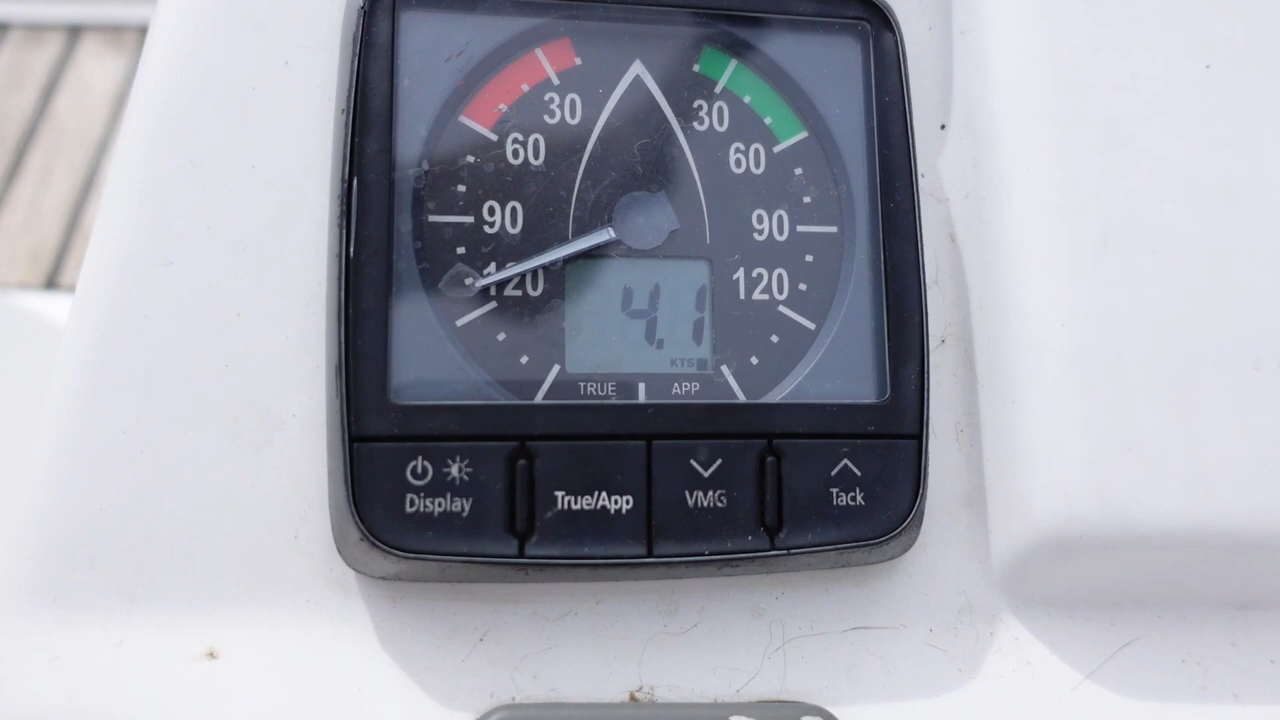 30 30
60 60
90 90
120 120
4.1
KTS
TRUE APP
Display True/App VMG Tack